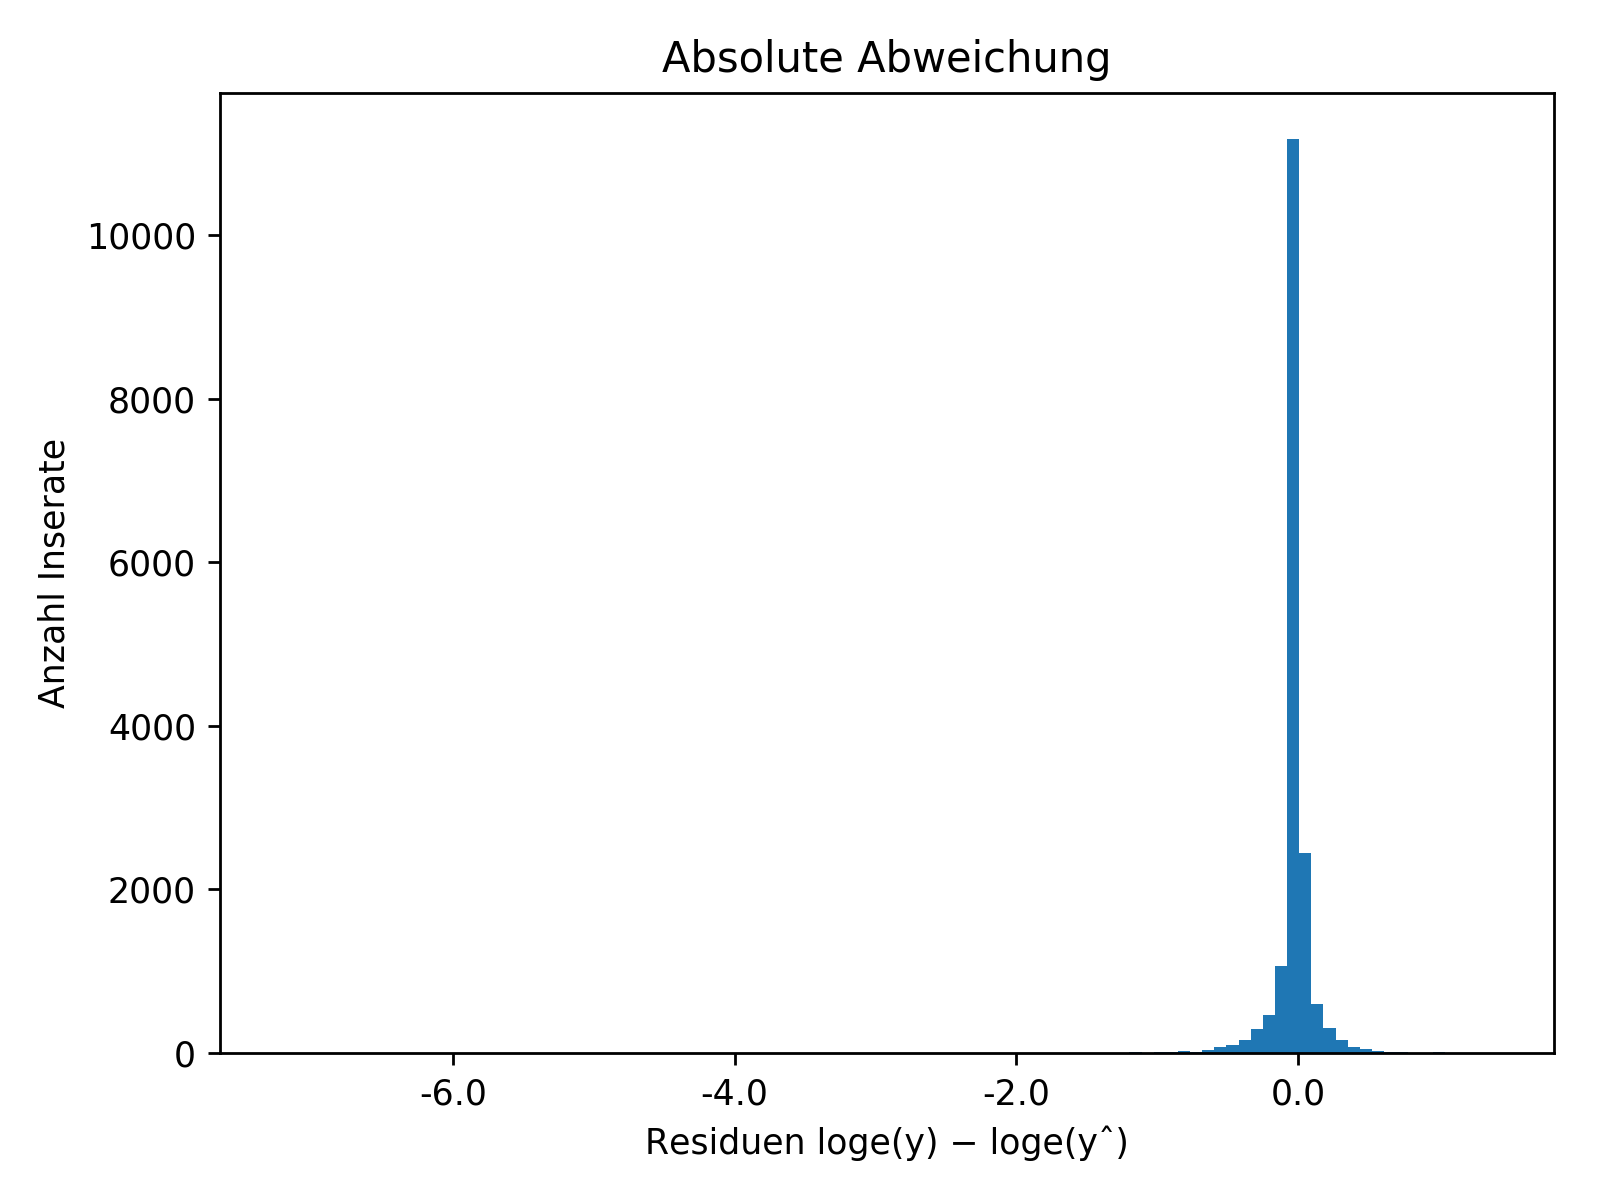 Absolute Abweichung
10000
8000
6000
4000
2000
0
Anzahl Inserate
-6.0 -4.0 -2.0 0.0
Residuen loge(y) − loge(yˆ)